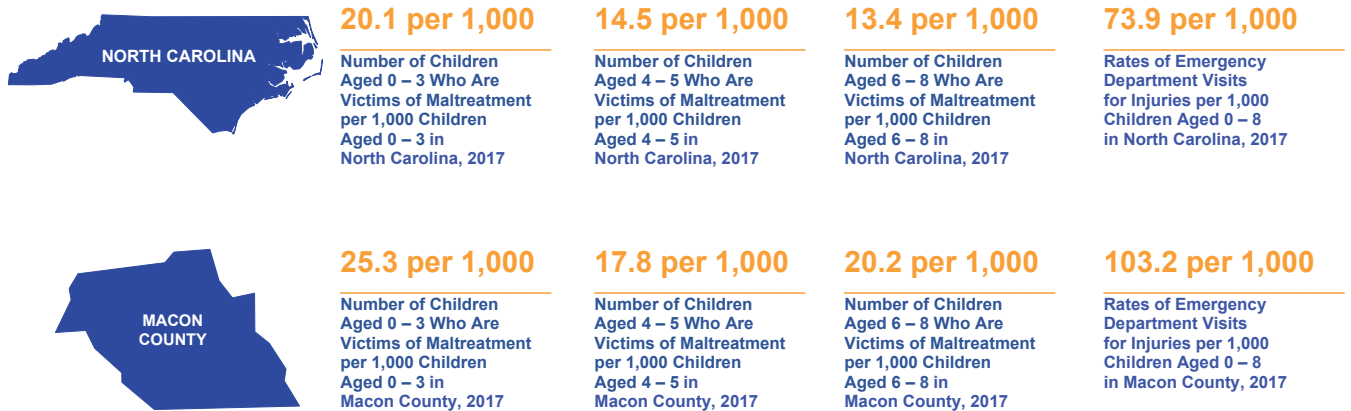 NORTH CAROLINA
20.1 per 1,000
Number of Children
Aged 0 – 3 Who Are
Victims of Maltreatment
per 1,000 Children
Aged 0 – 3 in
North Carolina, 2017
14.5 per 1,000
Number of Children
Aged 4 – 5 Who Are
Victims of Maltreatment
per 1,000 Children
Aged 4 – 5 in
North Carolina, 2017
13.4 per 1,000
Number of Children
Aged 6 – 8 Who Are
Victims of Maltreatment
per 1,000 Children
Aged 6 – 8 in
North Carolina, 2017
73.9 per 1,000
Rates of Emergency
Department Visits
for Injuries per 1,000
Children Aged 0 – 8
in North Carolina, 2017
MACON
COUNTY
25.3 per 1,000
Number of Children
Aged 0 – 3 Who Are
Victims of Maltreatment
per 1,000 Children
Aged 0 – 3 in
Macon County, 2017
17.8 per 1,000
Number of Children
Aged 4 – 5 Who Are
Victims of Maltreatment
per 1,000 Children
Aged 4 – 5 in
Macon County, 2017
20.2 per 1,000
Number of Children
Aged 6 – 8 Who Are
Victims of Maltreatment
per 1,000 Children
Aged 6 – 8 in
Macon County, 2017
103.2 per 1,000
Rates of Emergency
Department Visits
for Injuries per 1,000
Children Aged 0 – 8
in Macon County, 2017